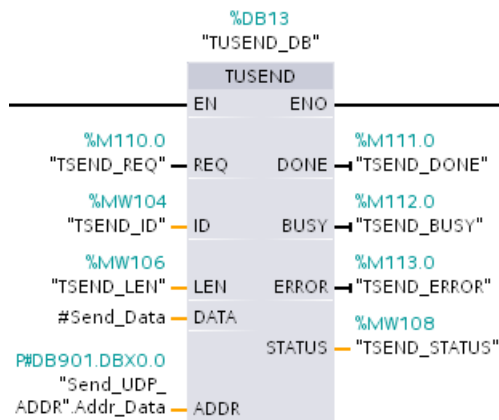 %DB13
"TUSEND_DB"
TUSEND
EN ENO
%M110.0 %M111.0
"TSEND_REQ" REQ DONE "TSEND_DONE"
%MW104 %M112.0
"TSEND_ID" ID BUSY "TSEND_BUSY"
%MW106 %M113.0
"TSEND_LEN" LEN ERROR "TSEND_ERROR"
#Send_Data DATA
%MW108
STATUS "TSEND_STATUS"
P#DB901.DBX0.0
"Send_UDP_
ADDR".Addr_Data ADDR